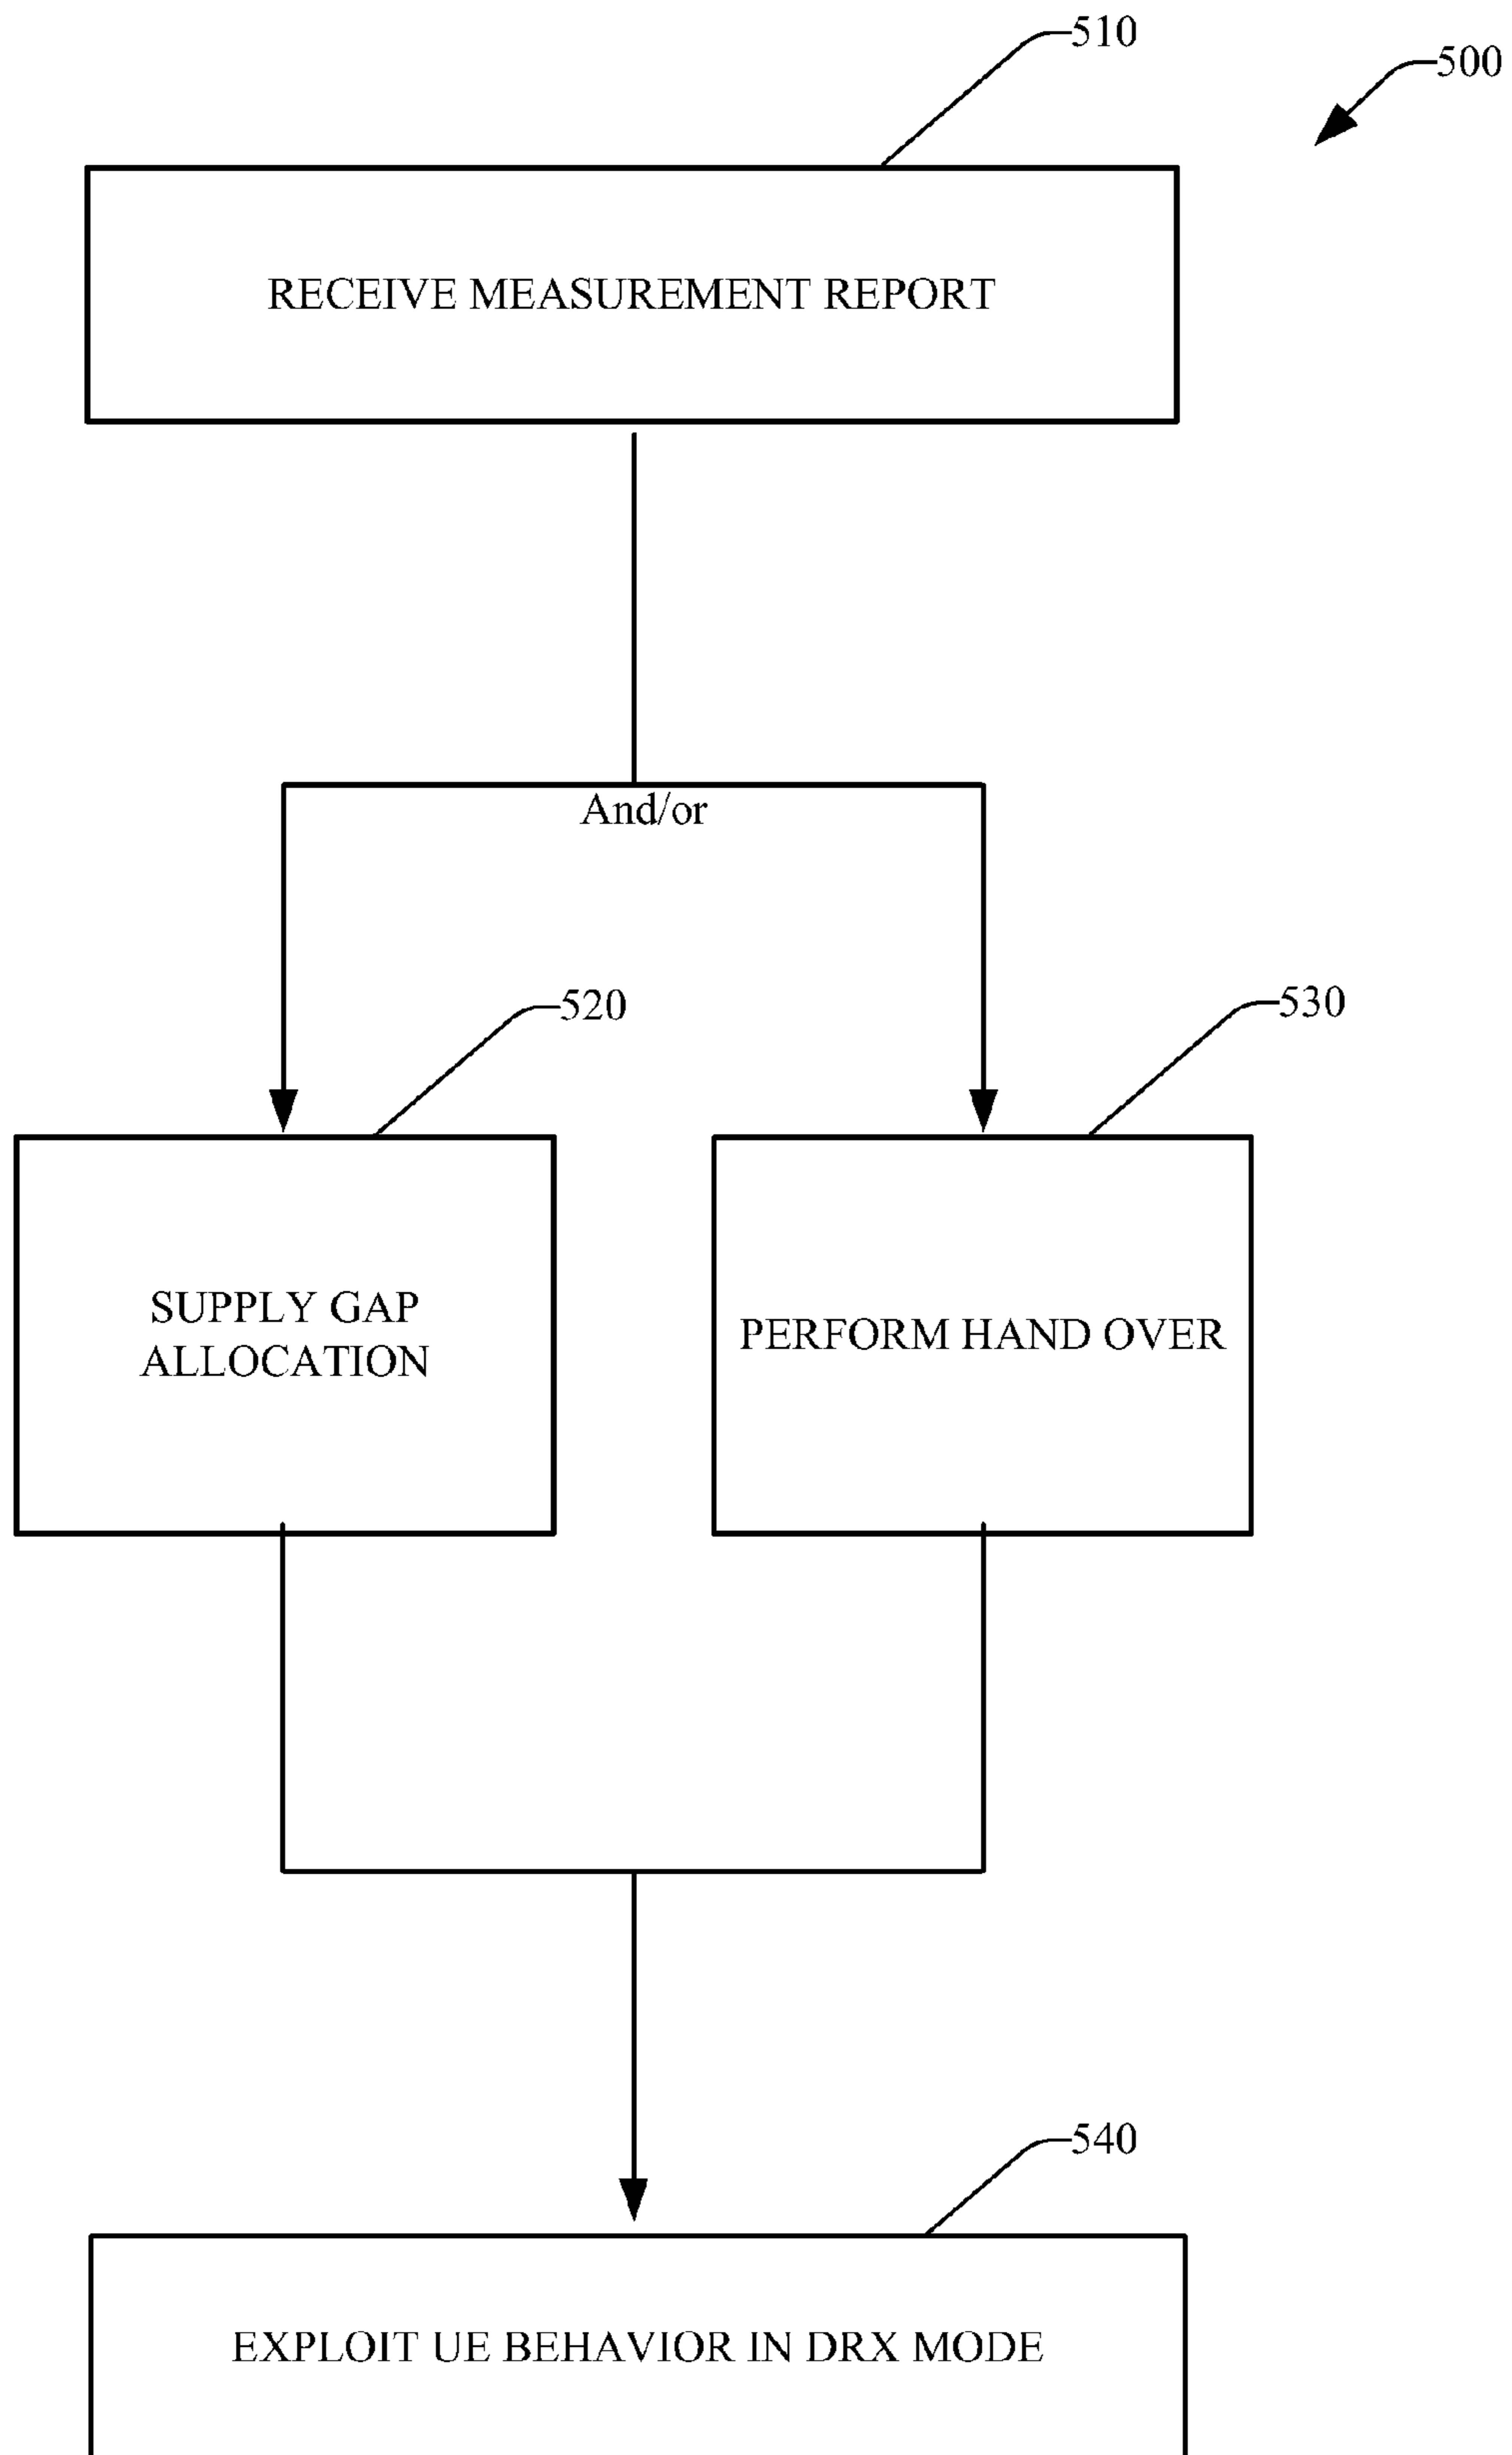 510
500
RECEIVE MEASUREMENT REPORT
And/or
520
530
SUPPLY GAP
ALLOCATION
PERFORM HAND OVER
540
EXPLOIT UE BEHAVIOR IN DRX MODE